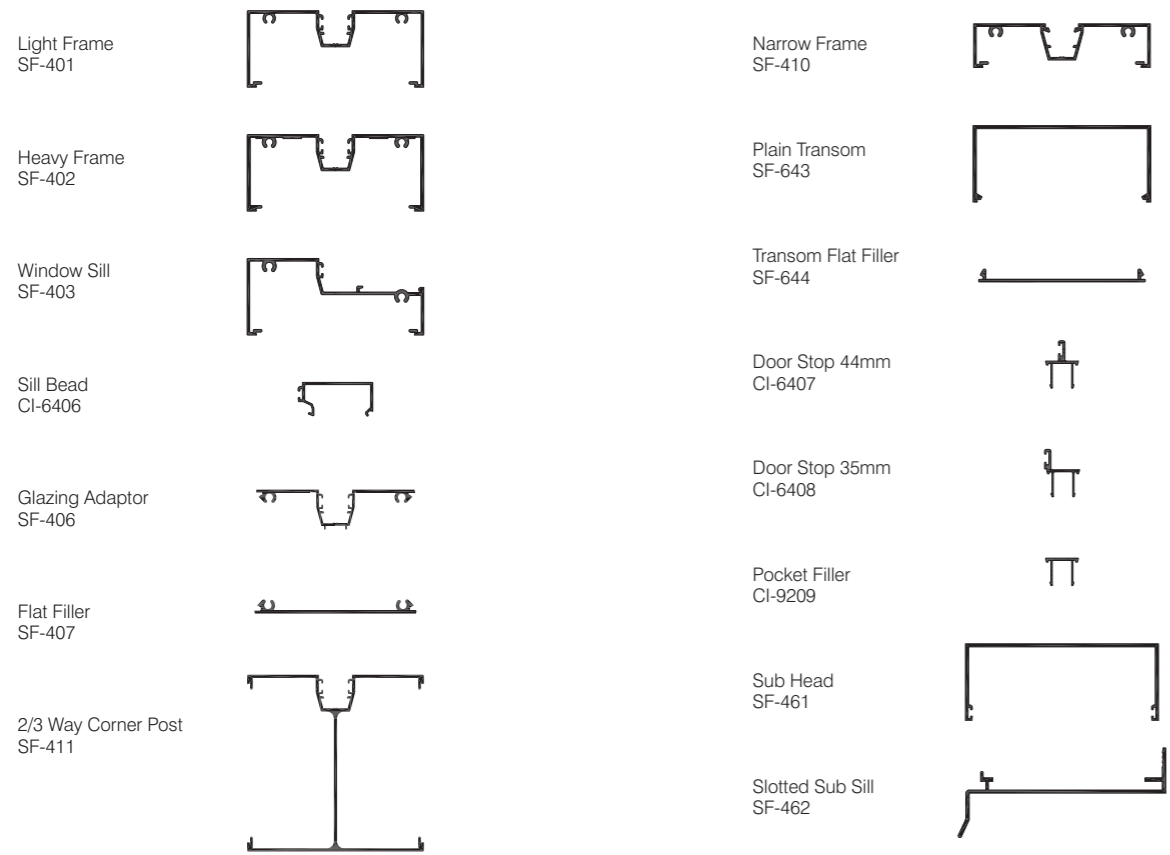 Light Frame
SF-401
Heavy Frame
SF-402
Window Sill
SF-403
Sill Bead
CI-6406
Glazing Adaptor
SF-406
Flat Filler
SF-407
2/3 Way Corner Post
SF-411
Narrow Frame
SF-410
Plain Transom
SF-643
Transom Flat Filler
SF-644
Door Stop 44mm
CI-6407
Door Stop 35mm
CI-6408
Pocket Filler
CI-9209
Sub Head
SF-461
Slotted Sub Sill
SF-462